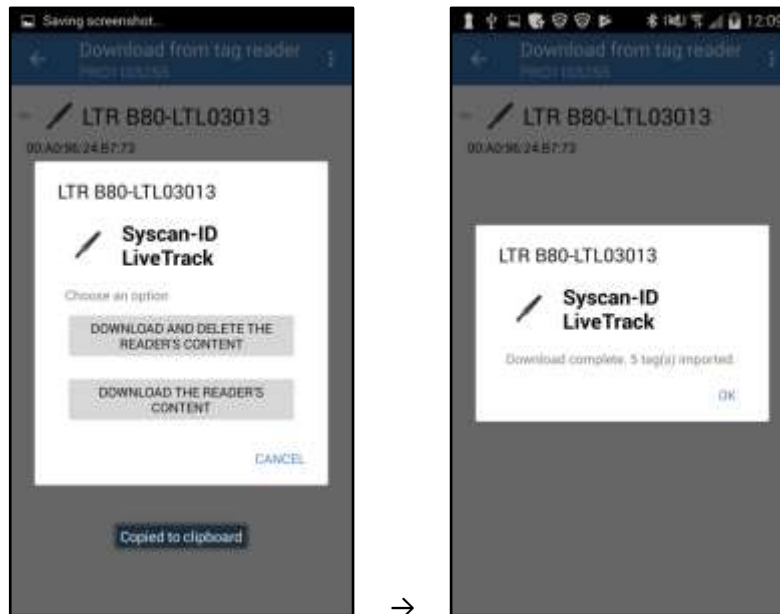 Saving screenshot...
Download from tag reader
LTR B80-LTL03013
00:A0:96:24:B7:73
LTR B80-LTL03013
Syscan-ID
LiveTrack
Choose an option
DOWNLOAD AND DELETE THE
READER'S CONTENT
DOWNLOAD THE READER'S
CONTENT
CANCEL
Copied to clipboard
→
12:09
Download from tag reader
LTR B80-LTL03013
00:A0:96:24:B7:73
LTR B80-LTL03013
Syscan-ID
LiveTrack
Download complete. 5 tag(s) imported.
OK